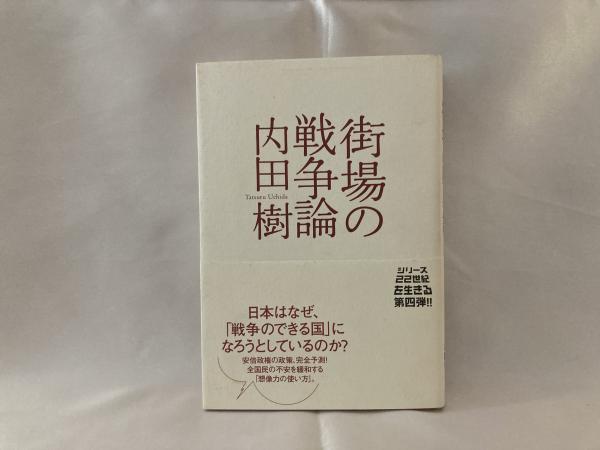 街場の
戦争論
内田樹
Tatsuru Uchida
シリーズ
22世紀
を生きる
第四弾!!
日本はなぜ、
「戦争のできる国」に
なろうとしているのか?
安倍政権の政策、完全予測!
全国民の不安を緩和する
「想像力の使い方」。